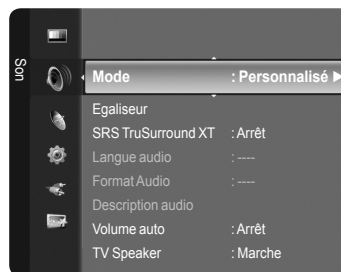 Son
Mode : Personnalisé ►
Egaliseur
SRS TruSurround XT : Arrêt
Langue audio : ----
Format Audio : ----
Description audio
Volume auto : Arrêt
TV Speaker : Marche